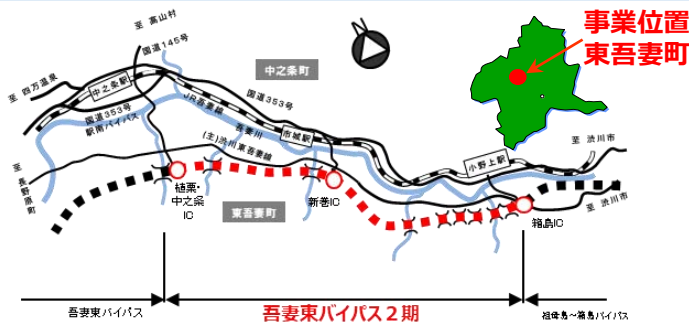 事業位置
東吾妻町
至 高山村
国道145号
N
中之条町
至 四万温泉
中之条駅
国道353号
JR吾妻線
国道353号
駅南バイパス
吾妻川
市城駅
(主)渋川東吾妻線
小野上駅
至 渋川市
至 長野原町
植栗・
中之条
IC
東吾妻町
新巻IC
箱島IC
至 渋川市
吾妻東バイパス
吾妻東バイパス２期
祖母島～箱島バイパス